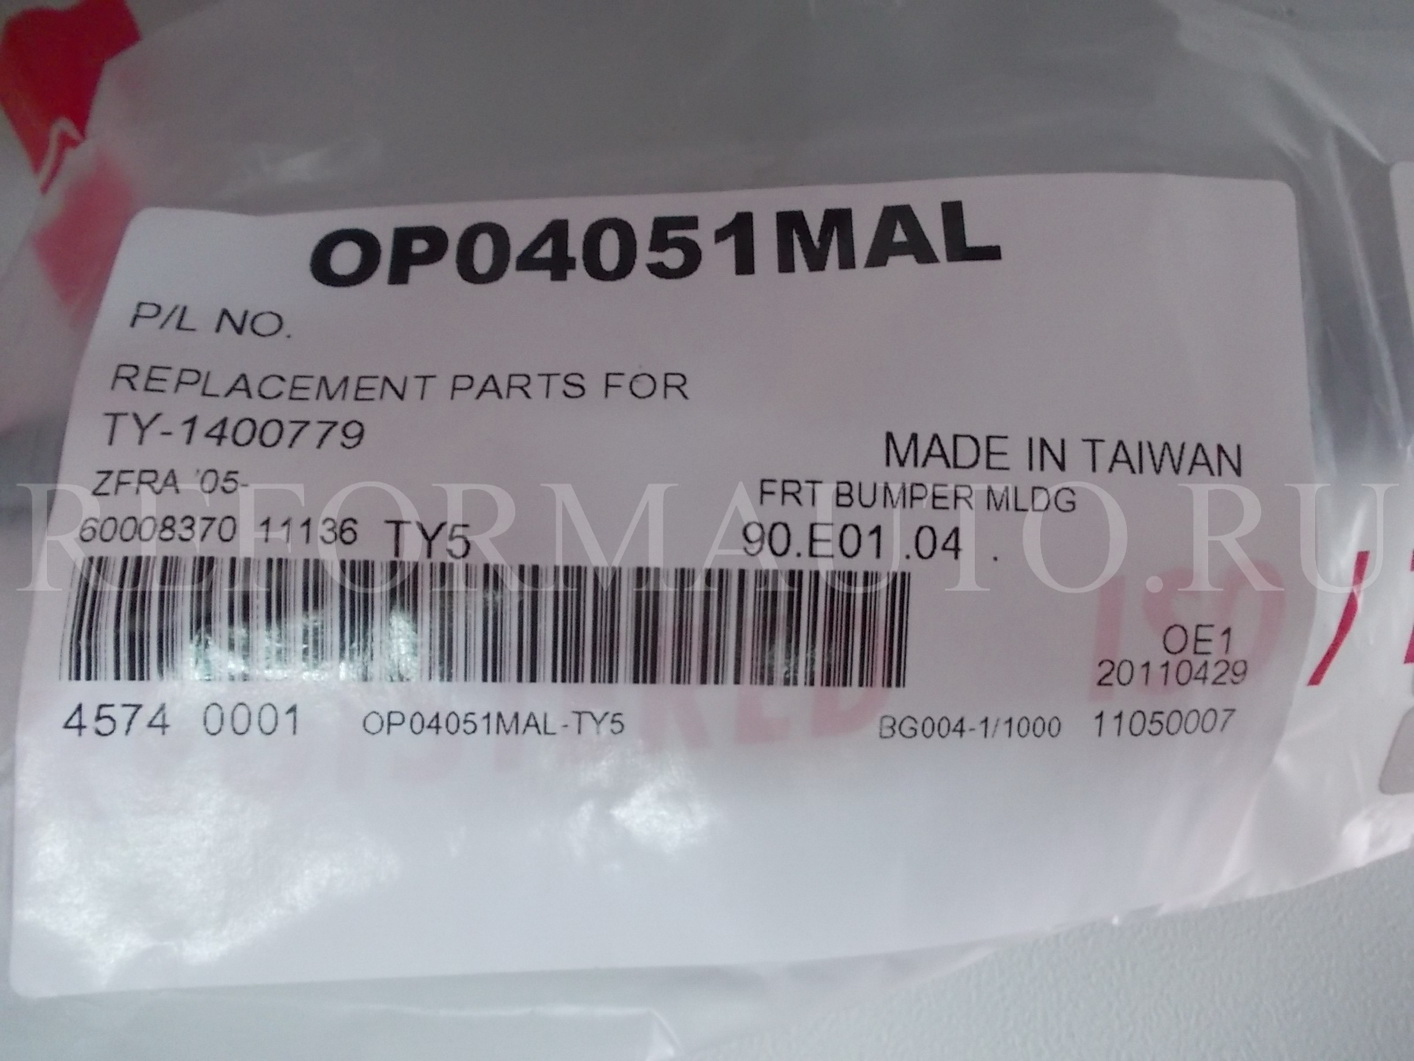 OP04051MAL
P/L NO.
REPLACEMENT PARTS FOR
TY-1400779
MADE IN TAIWAN
ZFRA '05-
FRT BUMPER MLDG
REFORMAUTO.RU
60008370 11136 TY5
90.E01.04 .
ISO
OE1
20110429
4574 0001 OP04051MAL-TY5
BG004-1/1000 11050007